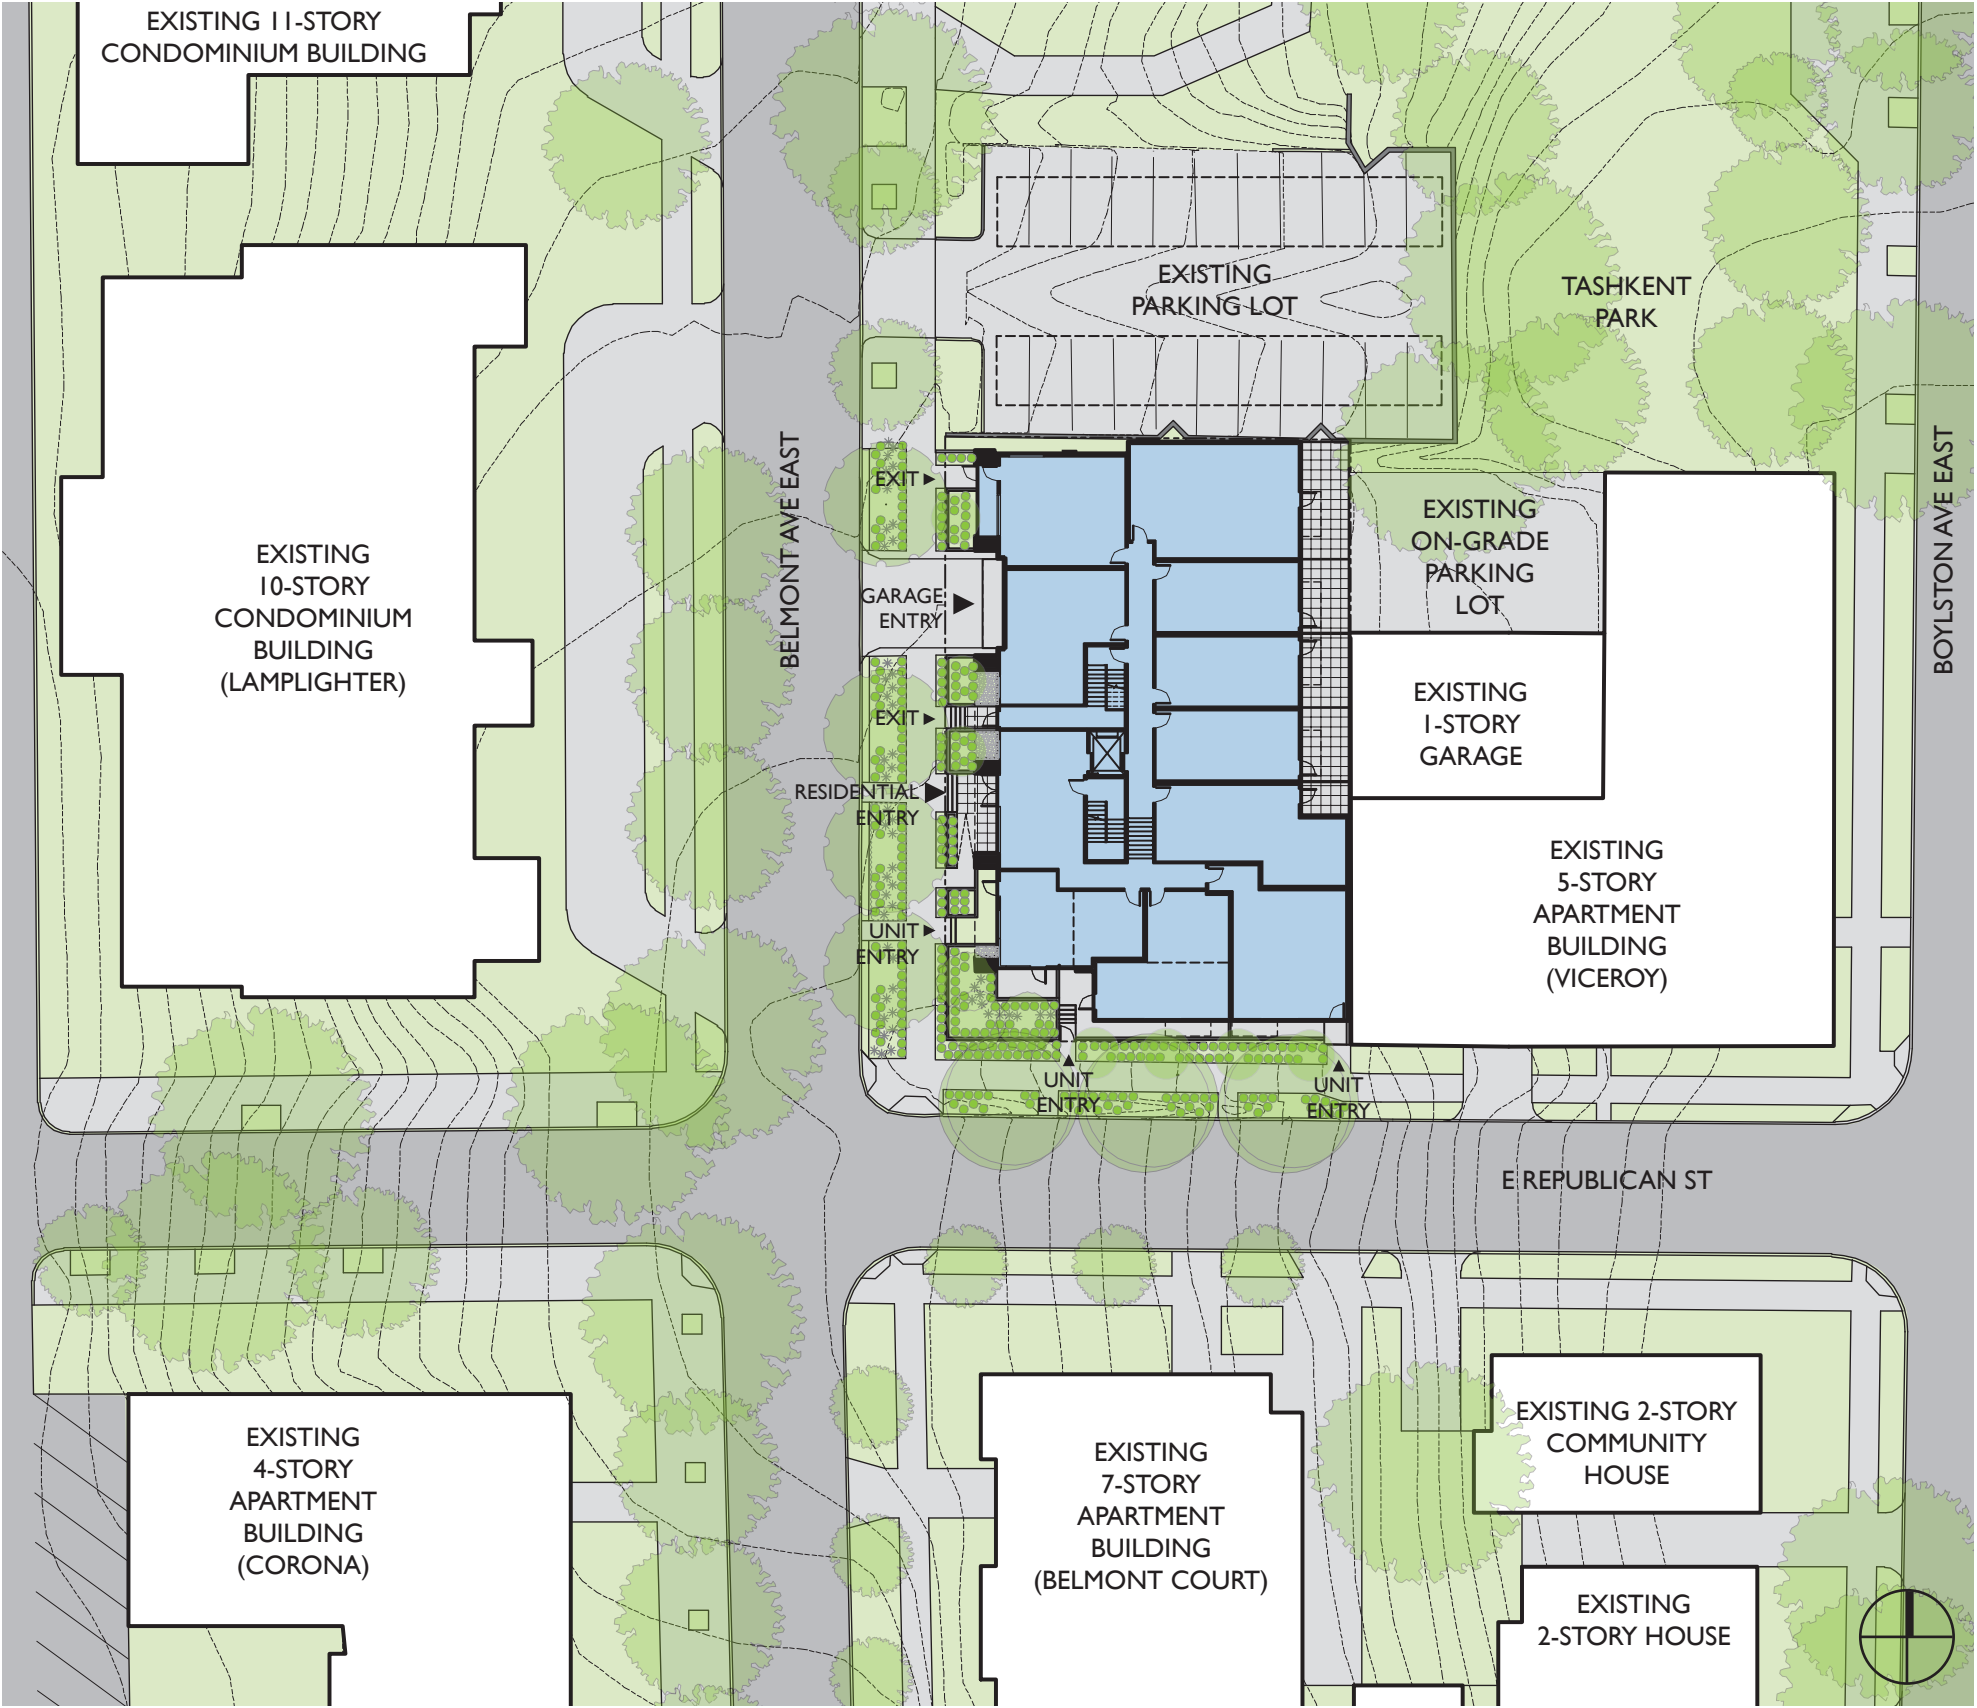 EXISTING 11-STORY
CONDOMINIUM BUILDING
EXISTING
PARKING LOT
TASHKENT
PARK
BELMONT AVE EAST
BOYLSTON AVE EAST
EXIT
EXISTING
ON-GRADE
PARKING
LOT
EXISTING
10-STORY
CONDOMINIUM
BUILDING
(LAMPLIGHTER)
GARAGE
ENTRY
EXIT
EXISTING
1-STORY
GARAGE
RESIDENTIAL
ENTRY
EXISTING
5-STORY
APARTMENT
BUILDING
(VICEROY)
UNIT
ENTRY
UNIT
ENTRY
UNIT
ENTRY
E REPUBLICAN ST
EXISTING
4-STORY
APARTMENT
BUILDING
(CORONA)
EXISTING
7-STORY
APARTMENT
BUILDING
(BELMONT COURT)
EXISTING 2-STORY
COMMUNITY
HOUSE
EXISTING
2-STORY HOUSE